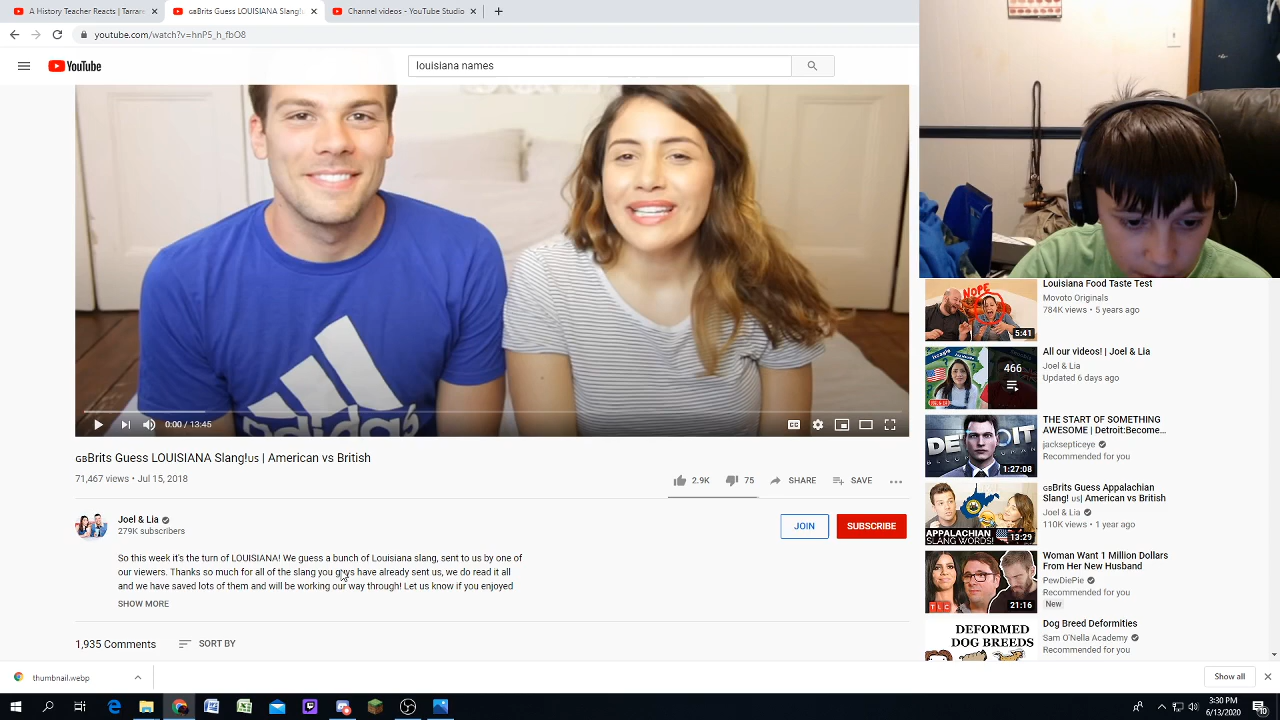 A History Teacher Reacts | Tarrare
GBBrits Guess LOUISIANA Slang!
Channel videos - YouTube Studio
youtube.com/watch?v=hnP5_h_fbO8
YouTube
louisiana names
0:00 / 13:45
GBBrits Guess LOUISIANA Slang!US | American vs British
71,467 views • Jul 15, 2018
2.9K
75
SHARE
SAVE
Joel & Lia
279K subscribers
JOIN
SUBSCRIBE
So this week it's the turn of LOUISIANA! We guess a bunch of Louisiana slang, sent to us by one of
our viewers. Thanks so much for all of the slang you guys have already sent us, we do read it all
and we have saved lots of them and will be working our way through! Let us know if you enjoyed
SHOW MORE
1,935 Comments
SORT BY
NOPE
5:41
Louisiana Food Taste Test
Movoto Originals
784K views • 5 years ago
466
All our videos! | Joel & Lia
Joel & Lia
Updated 6 days ago
DETROIT
1:27:08
THE START OF SOMETHING
AWESOME | Detroit:Become...
jacksepticeye
Recommended for you
APPALACHIAN
SLANG WORDS!
13:29
GBBrits Guess Appalachian
Slang! US| American vs British
Joel & Lia
110K views • 1 year ago
TLC
21:16
Woman Want 1 Million Dollars
From Her New Husband
PewDiePie
Recommended for you
New
DEFORMED
DOG BREEDS
Dog Breed Deformities
Sam O'Nella Academy
Recommended for you
thumbnail.webp
Show all
3:30 PM
6/13/2020